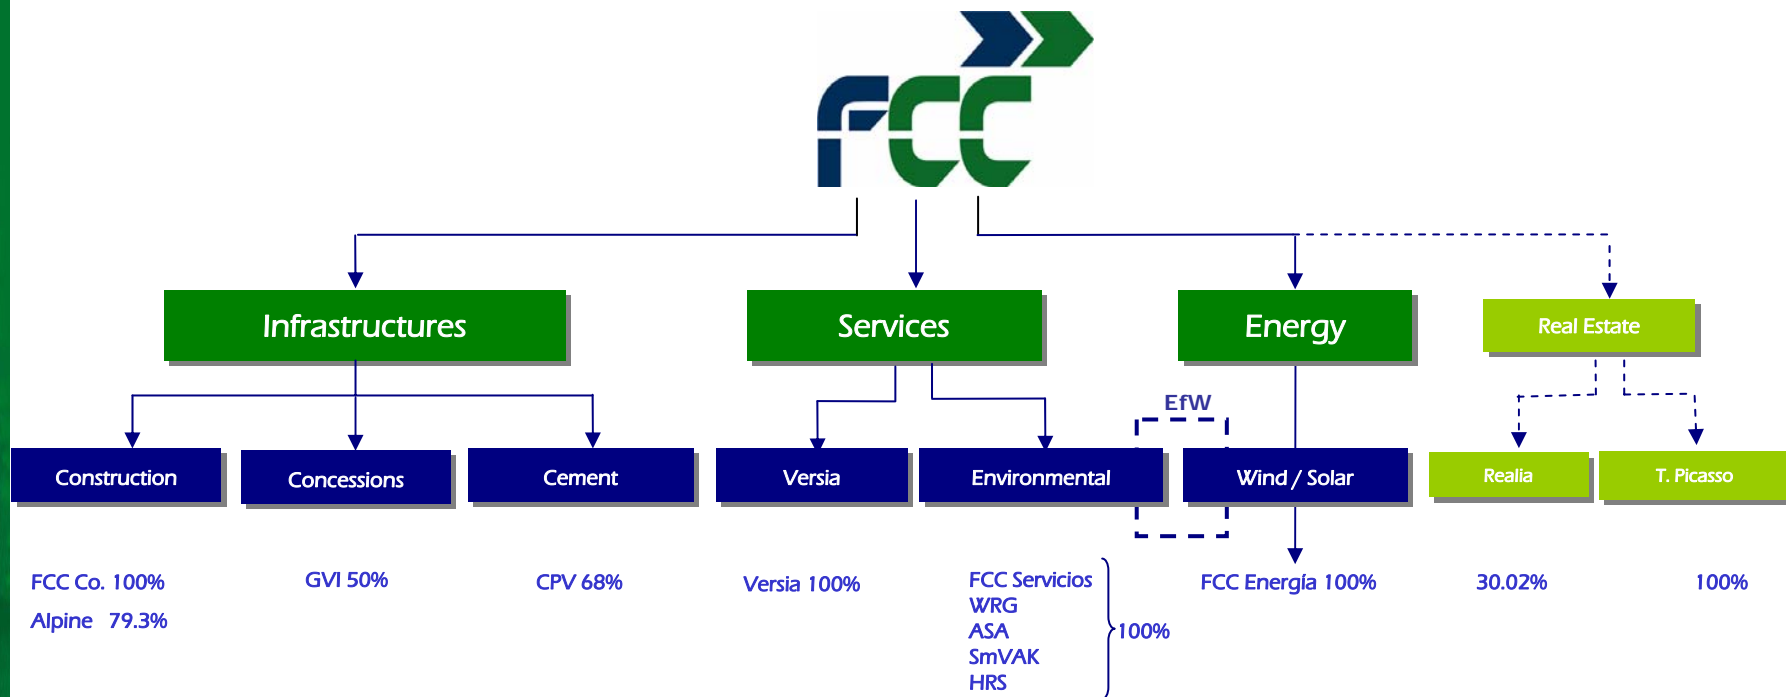 FCC
Infrastructures
Services
Energy
Real Estate
EfW
Construction
Concessions
Cement
Versia
Environmental
Wind / Solar
Realia
T. Picasso
FCC Co. 100%
Alpine 79.3%
GVI 50%
CPV 68%
Versia 100%
FCC Servicios
WRG
ASA
SmVAK
HRS
100%
FCC Energía 100%
30.02%
100%